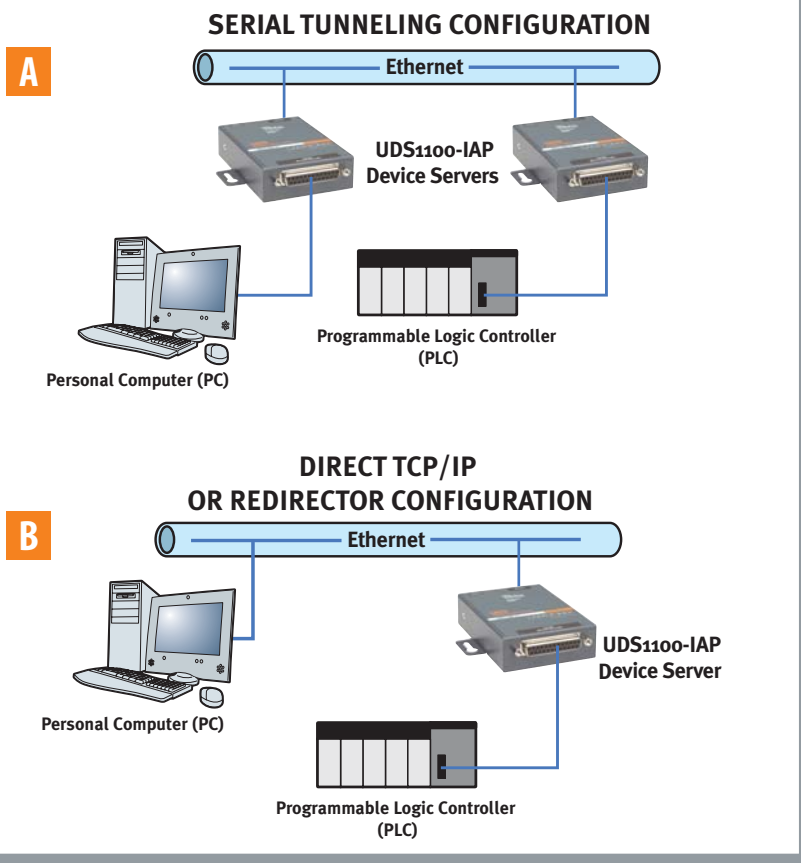 SERIAL TUNNELING CONFIGURATION
A
Ethernet
UDS1100-IAP
Device Servers
Programmable Logic Controller
(PLC)
Personal Computer (PC)
DIRECT TCP/IP
OR REDIRECTOR CONFIGURATION
B
Ethernet
UDS1100-IAP
Device Server
Personal Computer (PC)
Programmable Logic Controller
(PLC)